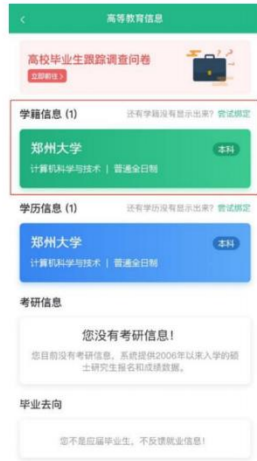 高等教育信息
高校毕业生跟踪调查问卷
立即前往 >
学籍信息 (1) 还有学籍没有显示出来? 尝试绑定
郑州大学 本科
计算机科学与技术 | 普通全日制
学历信息 (1) 还有学历没有显示出来? 尝试绑定
郑州大学 本科
计算机科学与技术 | 普通全日制
考研信息
您没有考研信息!
您目前没有考研信息。系统提供2006年以来入学的硕
士研究生报名和成绩数据。
毕业去向
您不是应届毕业生,不反馈就业信息!